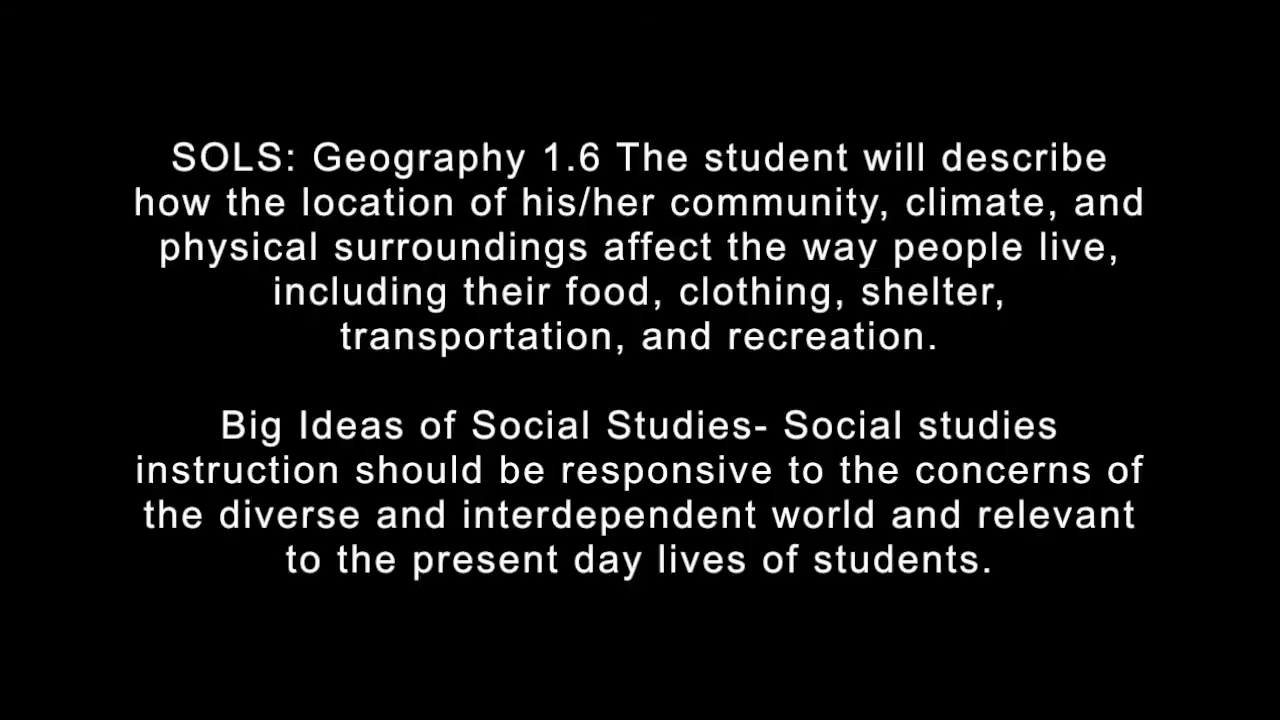 SOLS: Geography 1.6 The student will describe
how the location of his/her community, climate, and
physical surroundings affect the way people live,
including their food, clothing, shelter,
transportation, and recreation.
Big Ideas of Social Studies- Social studies
instruction should be responsive to the concerns of
the diverse and interdependent world and relevant
to the present day lives of students.